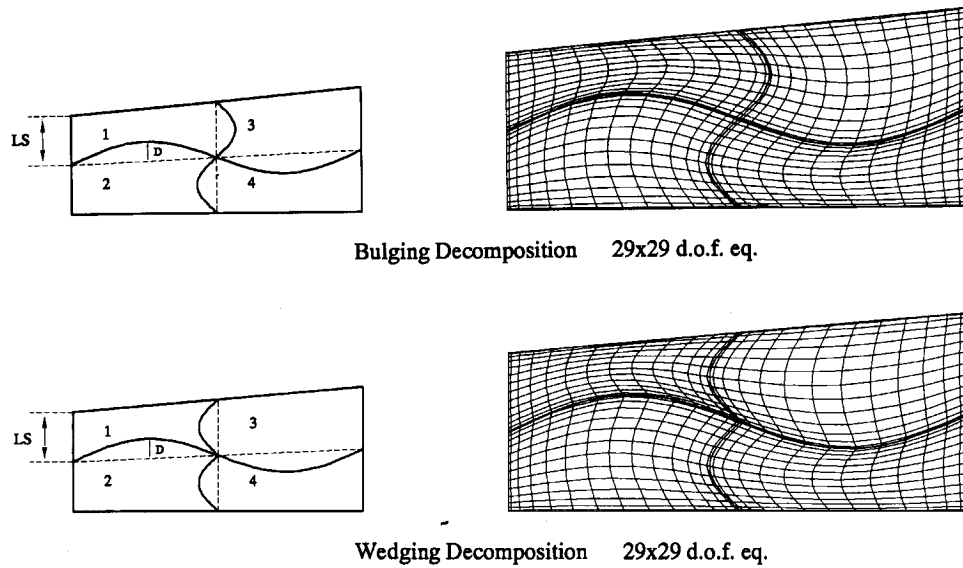 LS
1
3
D
2
4
Bulging Decomposition 29x29 d.o.f. eq.
LS
1
3
D
2
4
Wedging Decomposition 29x29 d.o.f. eq.